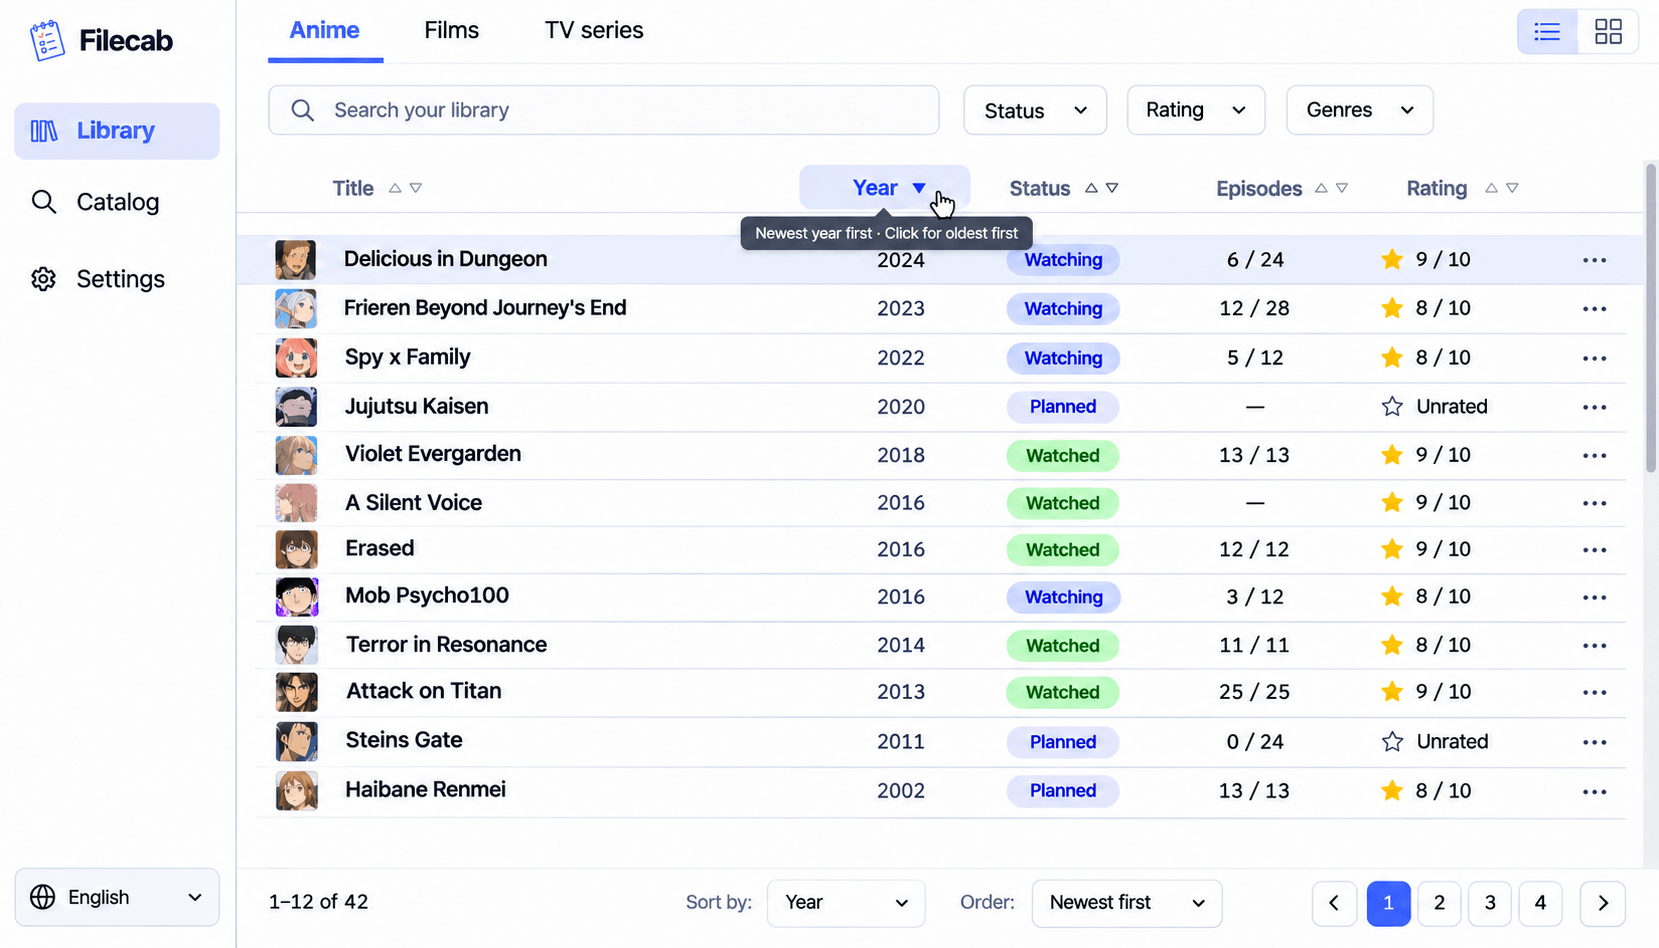 Filecab
Library
Catalog
Settings
English
Anime Films TV series
Search your library Status Rating Genres
Title Year Status Episodes Rating
Newest year first · Click for oldest first
Delicious in Dungeon 2024 Watching 6 / 24 9 / 10
Frieren Beyond Journey's End 2023 Watching 12 / 28 8 / 10
Spy x Family 2022 Watching 5 / 12 8 / 10
Jujutsu Kaisen 2020 Planned — Unrated
Violet Evergarden 2018 Watched 13 / 13 9 / 10
A Silent Voice 2016 Watched — 9 / 10
Erased 2016 Watched 12 / 12 9 / 10
Mob Psycho100 2016 Watching 3 / 12 8 / 10
Terror in Resonance 2014 Watched 11 / 11 8 / 10
Attack on Titan 2013 Watched 25 / 25 9 / 10
Steins Gate 2011 Planned 0 / 24 Unrated
Haibane Renmei 2002 Planned 13 / 13 8 / 10
1–12 of 42 Sort by: Year Order: Newest first 1 2 3 4